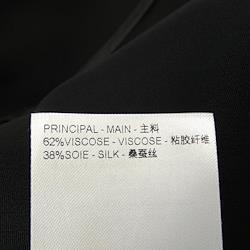 PRINCIPAL - MAIN - 主料
62%VISCOSE - VISCOSE - 粘胶纤维
38%SOIE - SILK - 桑蚕丝